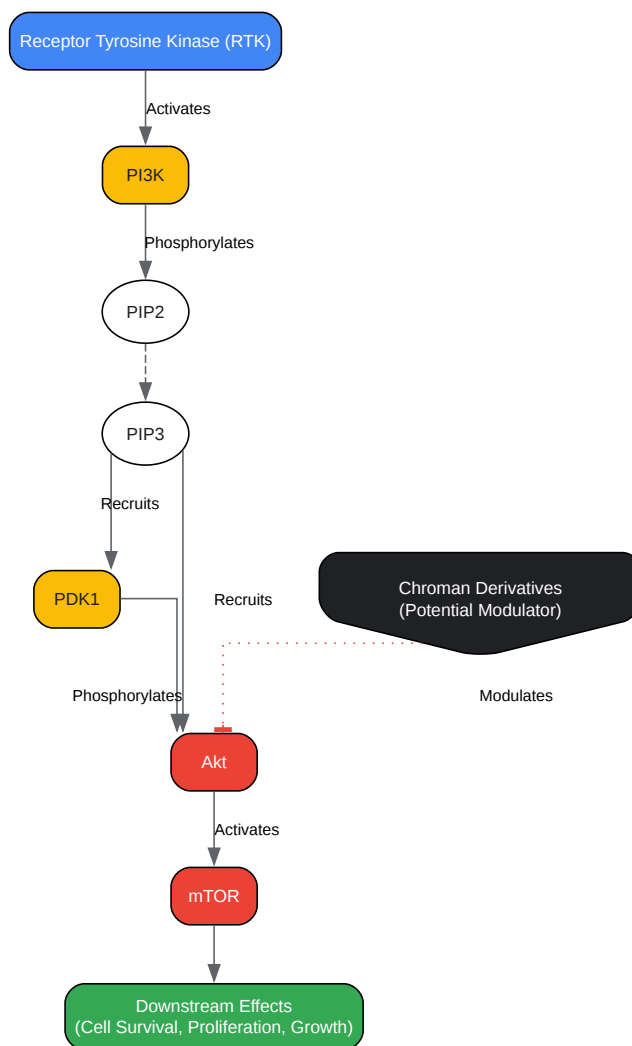 Receptor Tyrosine Kinase (RTK)
Activates
PI3K
Phosphorylates
PIP2
PIP3
Recruits
Chroman Derivatives
(Potential Modulator)
PDK1
Recruits
Phosphorylates
Modulates
Akt
Activates
mTOR
Downstream Effects
(Cell Survival, Proliferation, Growth)